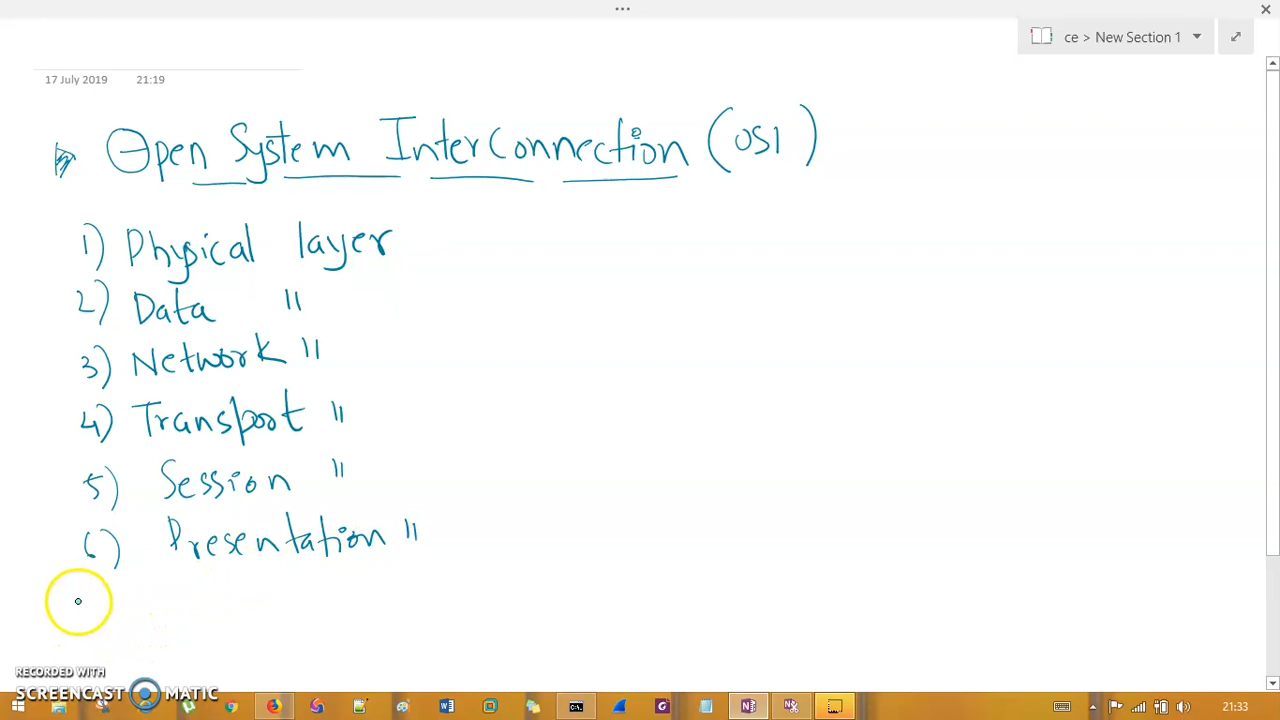 ce > New Section 1
17 July 2019 21:19
Open System Interconnection (OSI)
1) Physical layer
2) Data "
3) Network "
4) Transport "
5) Session "
6) Presentation "
RECORDED WITH
SCREENCAST MATIC
21:33